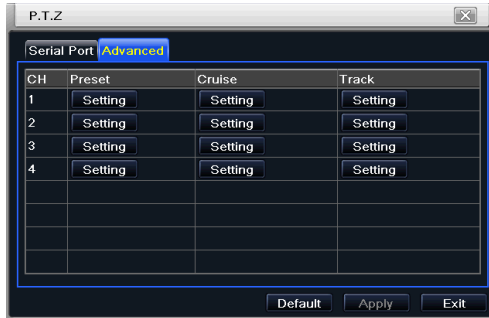 P.T.Z
Serial Port Advanced
CH Preset Cruise Track
1 Setting Setting Setting
2 Setting Setting Setting
3 Setting Setting Setting
4 Setting Setting Setting
Default Apply Exit